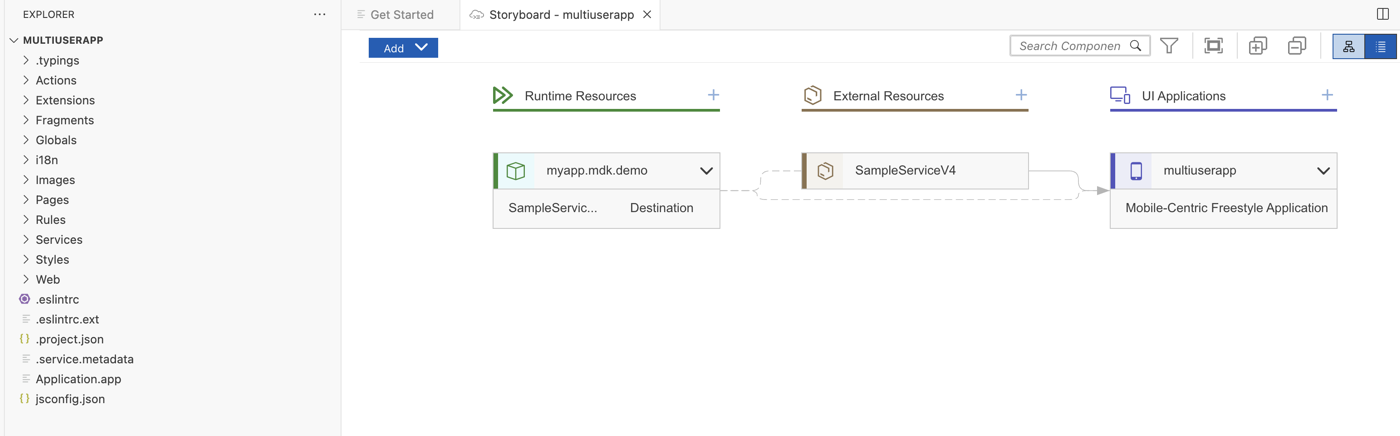 EXPLORER
Get Started
Storyboard - multiuserapp
MULTIUSERAPP
.typings
Actions
Extensions
Fragments
Globals
i18n
Images
Pages
Rules
Services
Styles
Web
.eslintrc
.eslintrc.ext
{} .project.json
.service.metadata
Application.app
{} jsconfig.json
Add
Search Componen
Runtime Resources
External Resources
UI Applications
myapp.mdk.demo
SampleServic... Destination
SampleServiceV4
multiuserapp
Mobile-Centric Freestyle Application